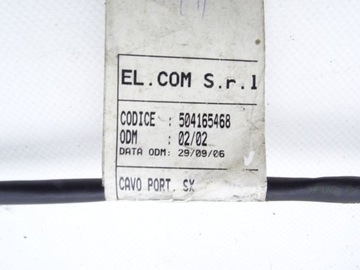 EL.COM S.r.l
CODICE : 504165468
ODM : 02/02
DATA ODM: 29/09/06
CAVO PORT. SX